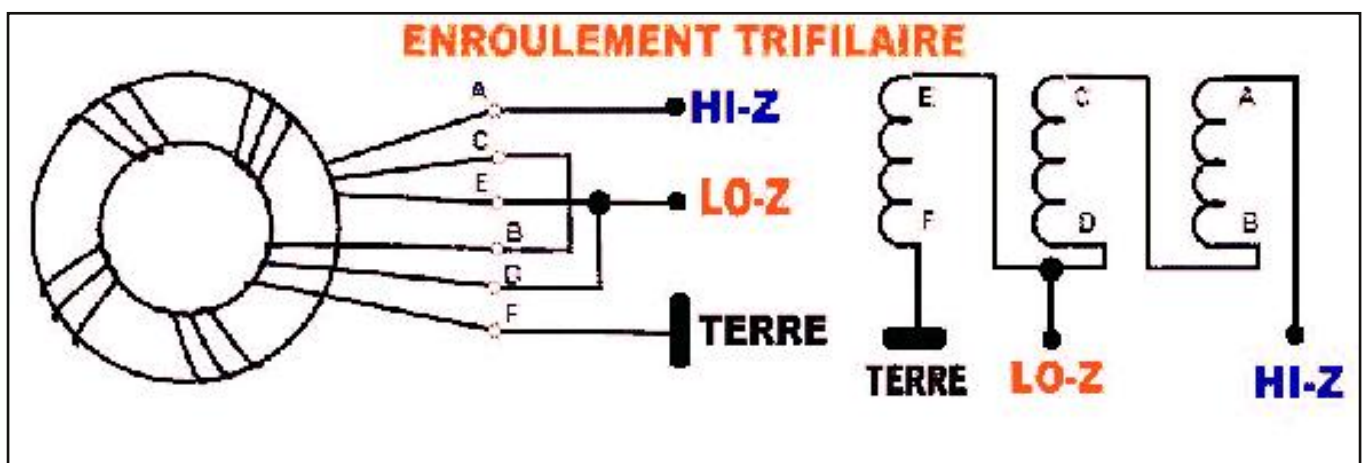 ENROULEMENT TRIFILAIRE
A
HI-Z
C
E
LO-Z
B
D
F
TERRE
E
C
A
F
D
B
TERRE
LO-Z
HI-Z